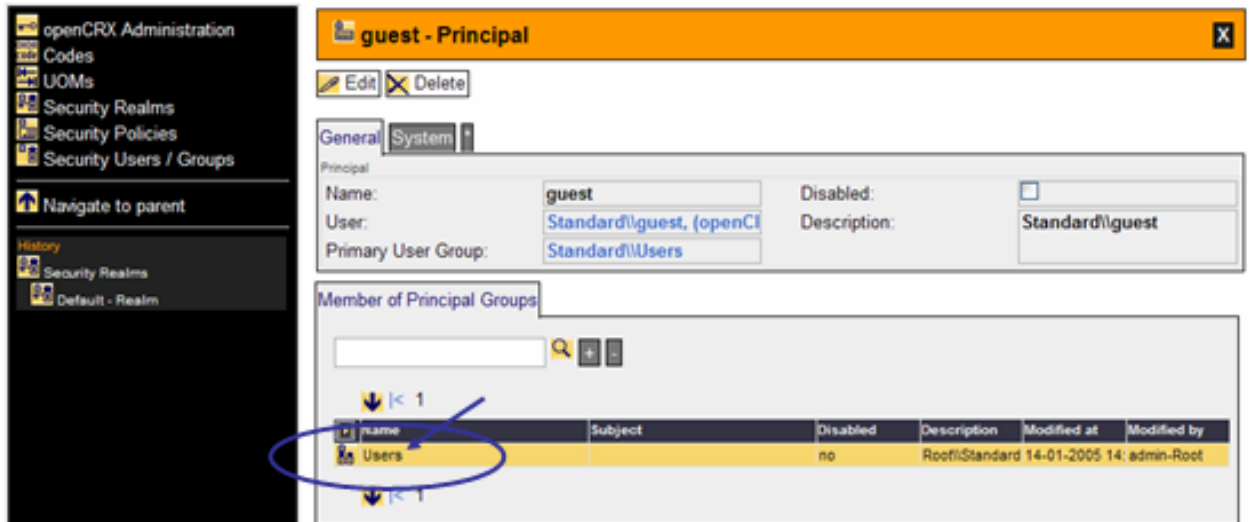 openCRX Administration
Codes
UOMs
Security Realms
Security Policies
Security Users / Groups
Navigate to parent
History
Security Realms
Default - Realm
guest - Principal
X
Edit Delete
General System *
Principal
Name: guest Disabled:
User: Standard\\guest, (openCl Description: Standard\\guest
Primary User Group: Standard\\Users
Member of Principal Groups
+ -
|< 1
Name Subject Disabled Description Modified at Modified by
Users no Root\\Standard 14-01-2005 14: admin-Root
|< 1